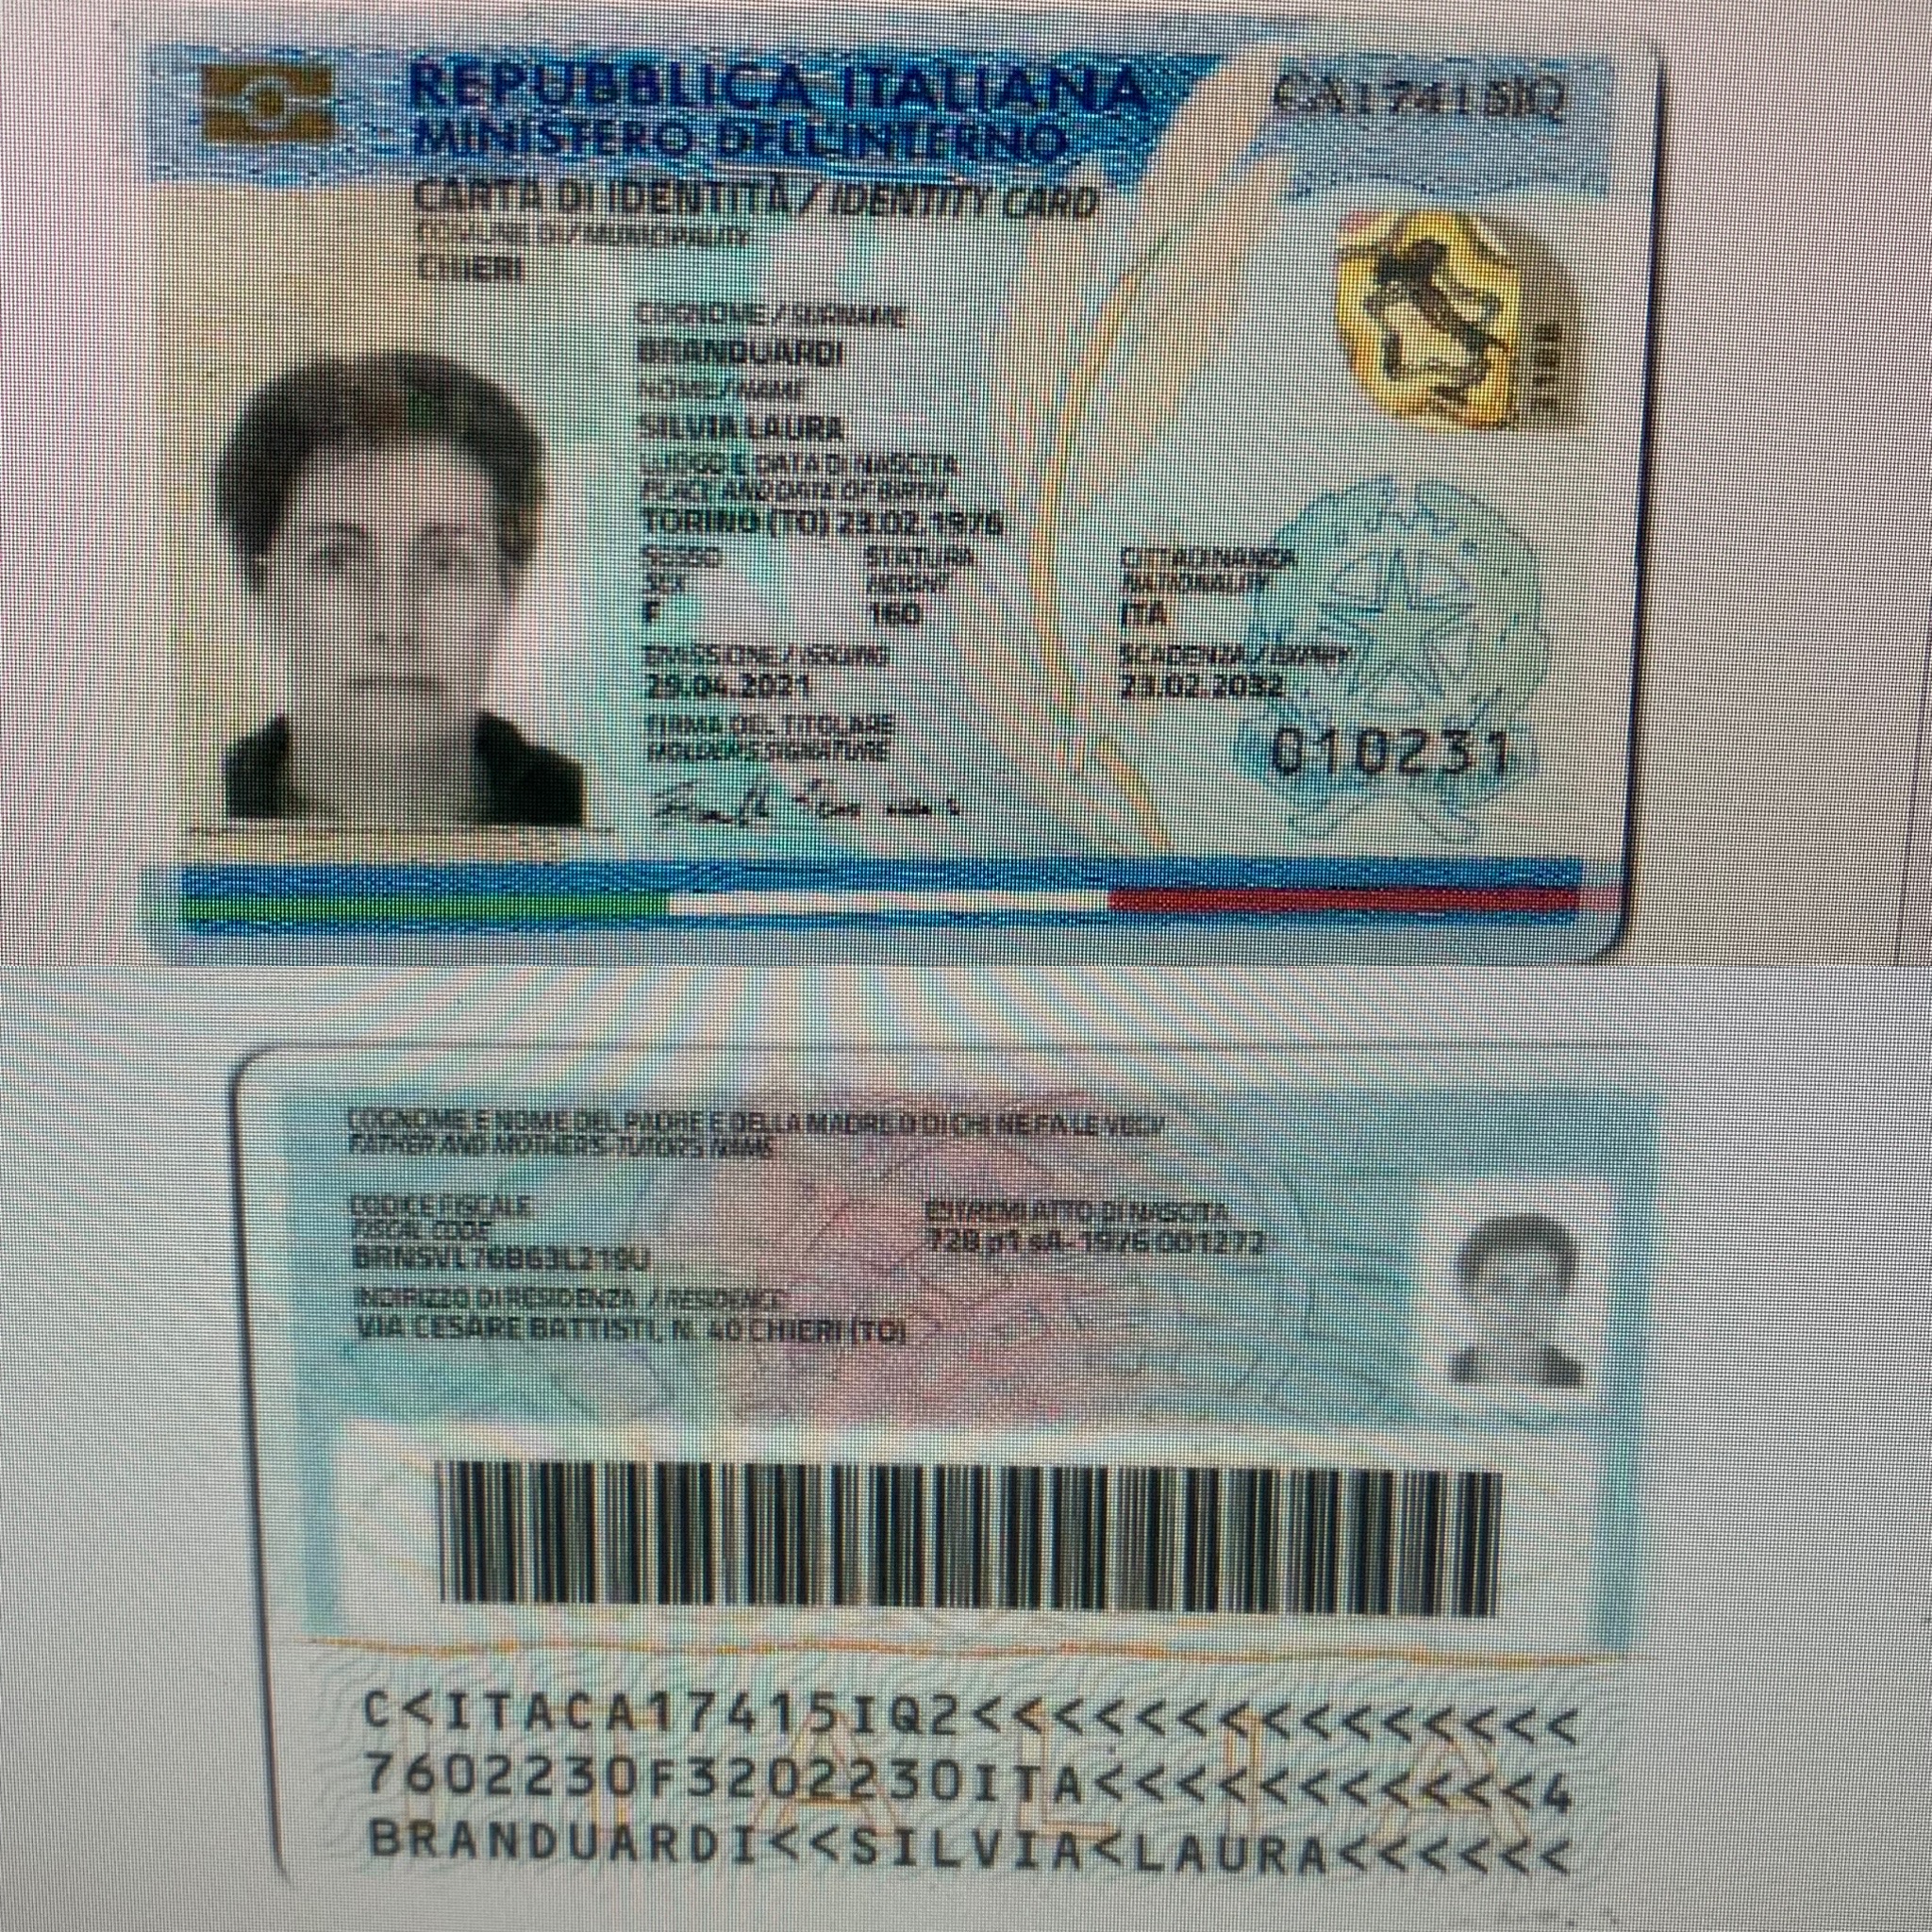 REPUBBLICA ITALIANA
MINISTERO DELL'INTERNO
CARTA DI IDENTITÀ / IDENTITY CARD
COMUNE DI / MUNICIPALITY
CHIERI
COGNOME / SURNAME
BRANDUARDI
NOME / NAME
SILVIA LAURA
LUOGO E DATA DI NASCITA
PLACE AND DATE OF BIRTH
TORINO (TO) 23.02.1976
SESSO STATURA CITTADINANZA
SEX HEIGHT NATIONALITY
F 160 ITA
EMISSIONE / ISSUING SCADENZA / EXPIRY
29.04.2021 23.02.2032
FIRMA DEL TITOLARE
HOLDER'S SIGNATURE
010231
COGNOME E NOME DEL PADRE E DELLA MADRE O DI CHI NE FA LE VECI /
FATHER AND MOTHER'S-TUTOR'S NAME
CODICE FISCALE ESTREMI ATTO DI NASCITA
FISCAL CODE
BRNSVL76B63L219U
INDIRIZZO DI RESIDENZA / RESIDENCE
VIA CESARE BATTISTI, N. 40 CHIERI (TO)
C<ITACA17415IQ2<<<<<<<<<<<<<<<
7602230F3202230ITA<<<<<<<<<<<4
BRANDUARDI<<SILVIA<LAURA<<<<<<